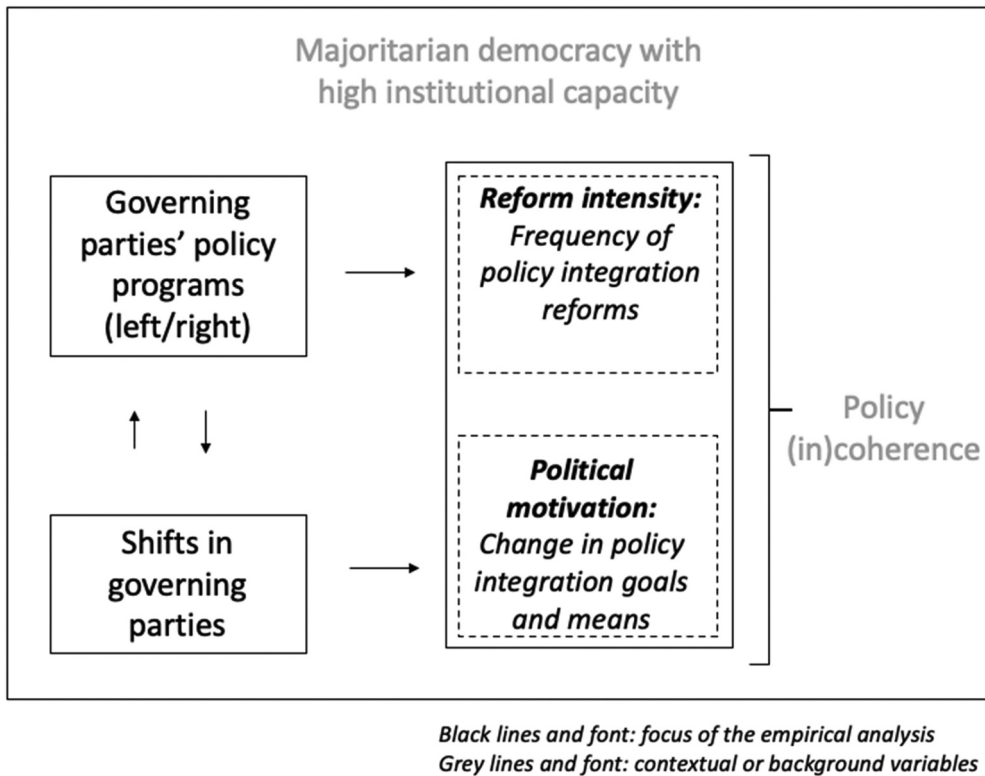 Majoritarian democracy with
high institutional capacity
Governing
parties’ policy
programs
(left/right)
Reform intensity:
Frequency of
policy integration
reforms
Shifts in
governing
parties
Political
motivation:
Change in policy
integration goals
and means
Policy
(in)coherence
Black lines and font: focus of the empirical analysis
Grey lines and font: contextual or background variables